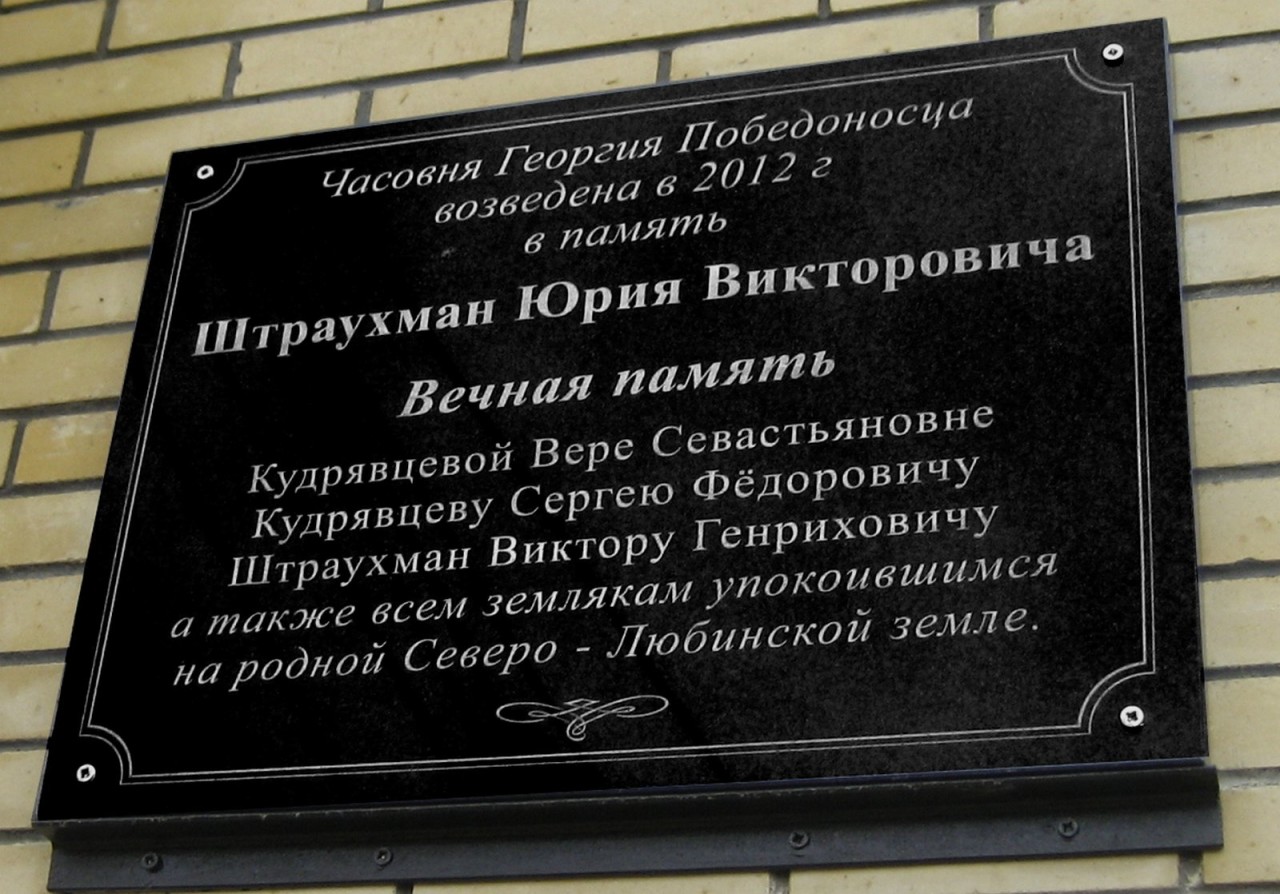 Часовня Георгия Победоносца
возведена в 2012 г
в память
Штраухман Юрия Викторовича
Вечная память
Кудрявцевой Вере Севастьяновне
Кудрявцеву Сергею Фёдоровичу
Штраухман Виктору Генриховичу
а также всем землякам упокоившимся
на родной Северо - Любинской земле.